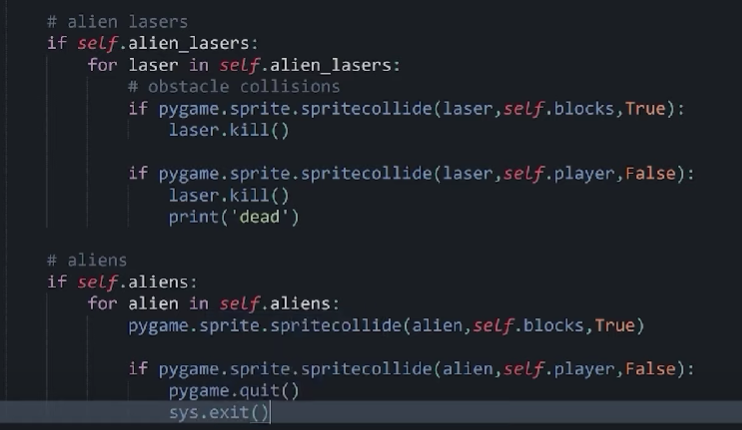 # alien lasers
if self.alien_lasers:
for laser in self.alien_lasers:
# obstacle collisions
if pygame.sprite.spritecollide(laser,self.blocks,True):
laser.kill()
if pygame.sprite.spritecollide(laser,self.player,False):
laser.kill()
print('dead')
# aliens
if self.aliens:
for alien in self.aliens:
pygame.sprite.spritecollide(alien,self.blocks,True)
if pygame.sprite.spritecollide(alien,self.player,False):
pygame.quit()
sys.exit()